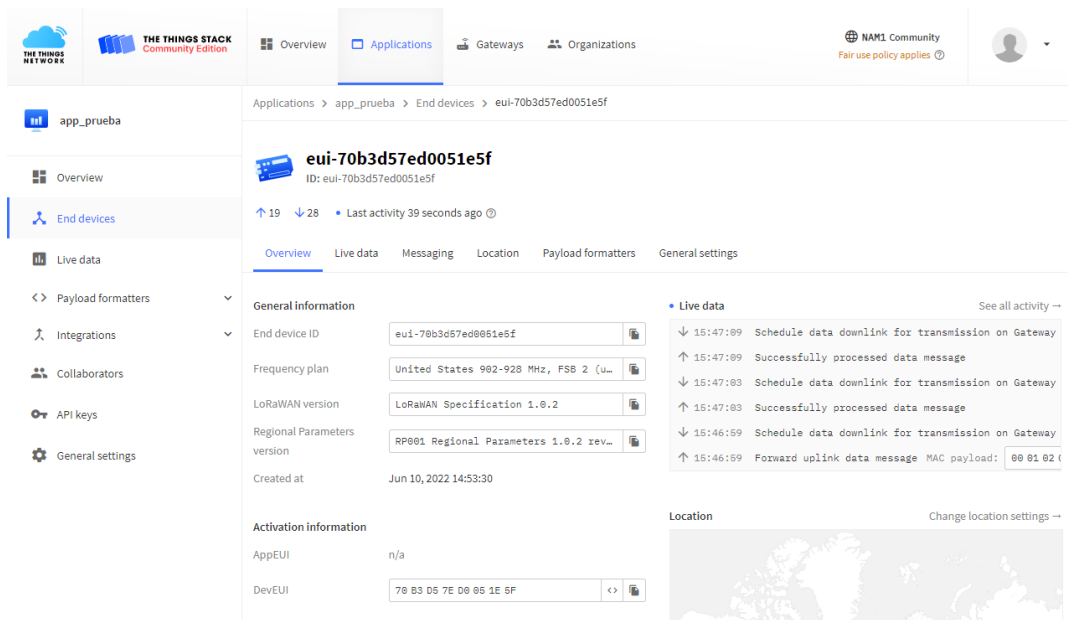 THE THINGS NETWORK
THE THINGS STACK
Community Edition
Overview
Applications
Gateways
Organizations
NAM1 Community
Fair use policy applies
app_prueba
Overview
End devices
Live data
Payload formatters
Integrations
Collaborators
API keys
General settings
Applications > app_prueba > End devices > eui-70b3d57ed0051e5f
eui-70b3d57ed0051e5f
ID: eui-70b3d57ed0051e5f
↑ 19 ↓ 28 • Last activity 39 seconds ago
Overview Live data Messaging Location Payload formatters General settings
General information
End device ID eui-70b3d57ed0051e5f
Frequency plan United States 902-928 MHz, FSB 2 (u…
LoRaWAN version LoRaWAN Specification 1.0.2
Regional Parameters
version RP001 Regional Parameters 1.0.2 rev…
Created at Jun 10, 2022 14:53:30
Activation information
AppEUI n/a
DevEUI 70 B3 D5 7E D0 05 1E 5F
• Live data See all activity →
↓ 15:47:09 Schedule data downlink for transmission on Gateway
↑ 15:47:09 Successfully processed data message
↓ 15:47:03 Schedule data downlink for transmission on Gateway
↑ 15:47:03 Successfully processed data message
↓ 15:46:59 Schedule data downlink for transmission on Gateway
↑ 15:46:59 Forward uplink data message MAC payload: 00 01 02
Location Change location settings →